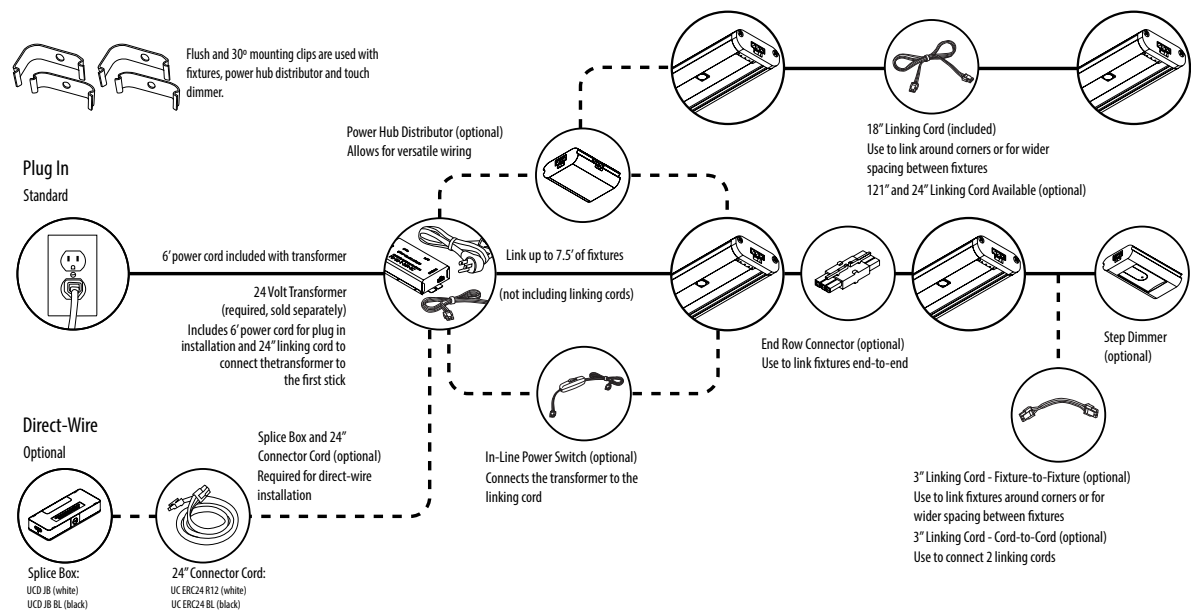 Flush and 30º mounting clips are used with
fixtures, power hub distributor and touch
dimmer.
Power Hub Distributor (optional)
Allows for versatile wiring
18" Linking Cord (included)
Use to link around corners or for wider
spacing between fixtures
121" and 24" Linking Cord Available (optional)
Plug In
Standard
6' power cord included with transformer
24 Volt Transformer
(required, sold separately)
Includes 6' power cord for plug in
installation and 24" linking cord to
connect thetransformer to
the first stick
Link up to 7.5' of fixtures
(not including linking cords)
End Row Connector (optional)
Use to link fixtures end-to-end
Step Dimmer
(optional)
Direct-Wire
Optional
Splice Box and 24"
Connector Cord (optional)
Required for direct-wire
installation
In-Line Power Switch (optional)
Connects the transformer to the
linking cord
3" Linking Cord - Fixture-to-Fixture (optional)
Use to link fixtures around corners or for
wider spacing between fixtures
3" Linking Cord - Cord-to-Cord (optional)
Use to connect 2 linking cords
Splice Box:
UCD JB (white)
UCD JB BL (black)
24" Connector Cord:
UC ERC24 R12 (white)
UC ERC24 BL (black)